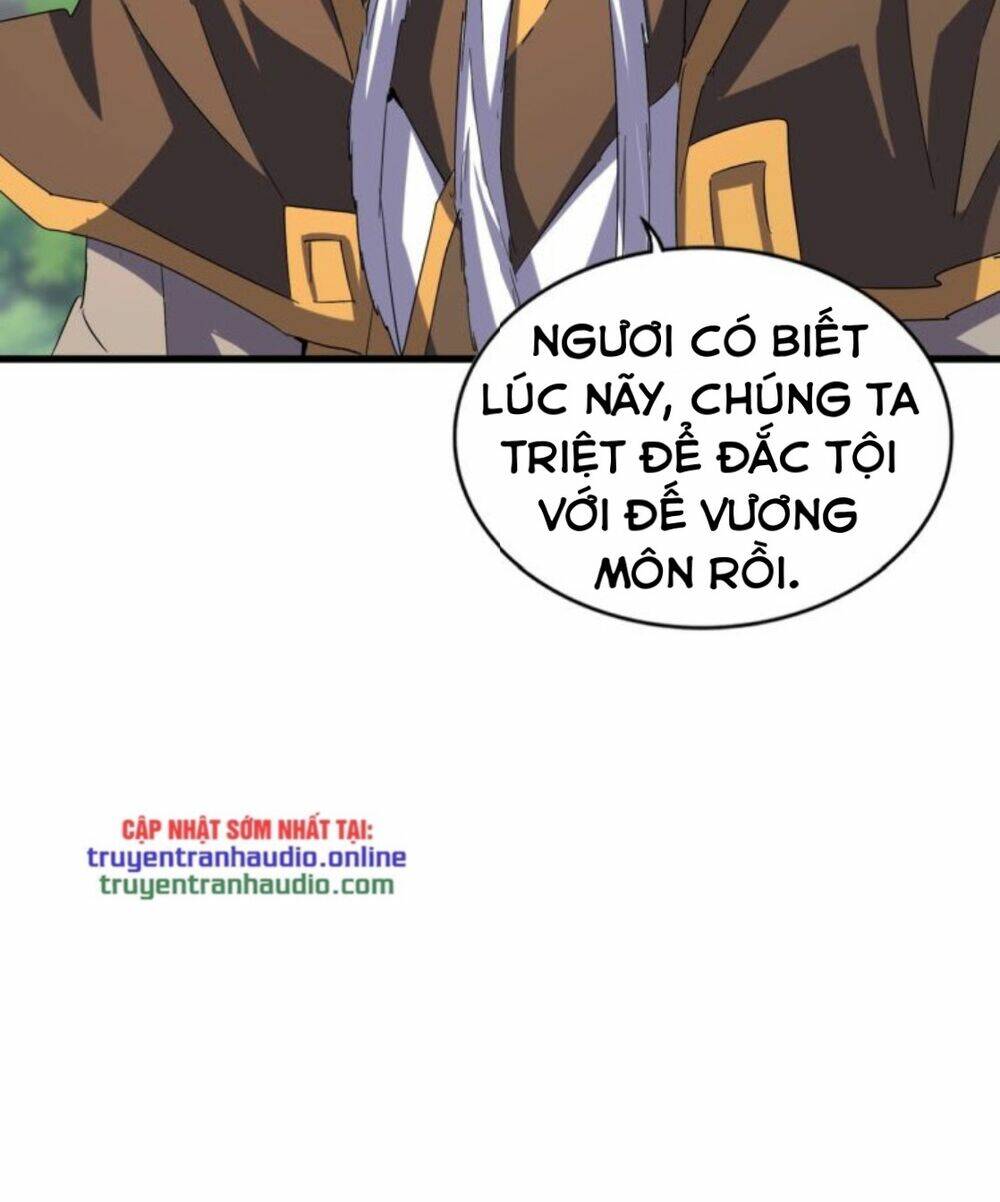 NGƯƠI CÓ BIẾT
LÚC NÃY, CHÚNG TA
TRIỆT ĐỂ ĐẮC TỘI
VỚI ĐẾ VƯƠNG
MÔN RỒI.
CẬP NHẬT SỚM NHẤT TẠI:
truyentranhaudio.online
truyentranhaudio.com